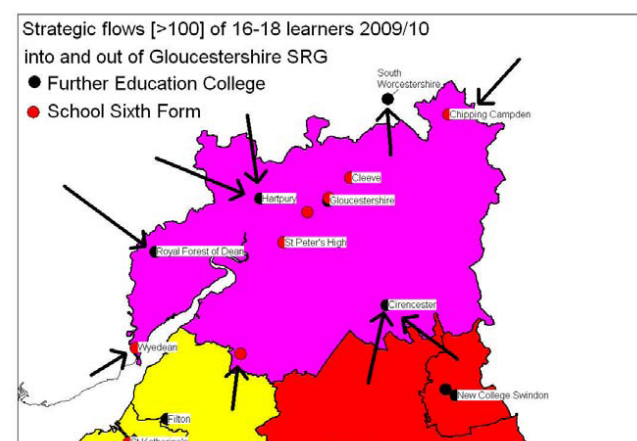 Strategic flows [>100] of 16-18 learners 2009/10
into and out of Gloucestershire SRG
Further Education College
School Sixth Form
South
Worcestershire
Chipping Campden
Cleeve
Hartpury
Gloucestershire
St Peter's High
Royal Forest of Dean
Cirencester
Wyedean
New College Swindon
Filton
St Katherine's